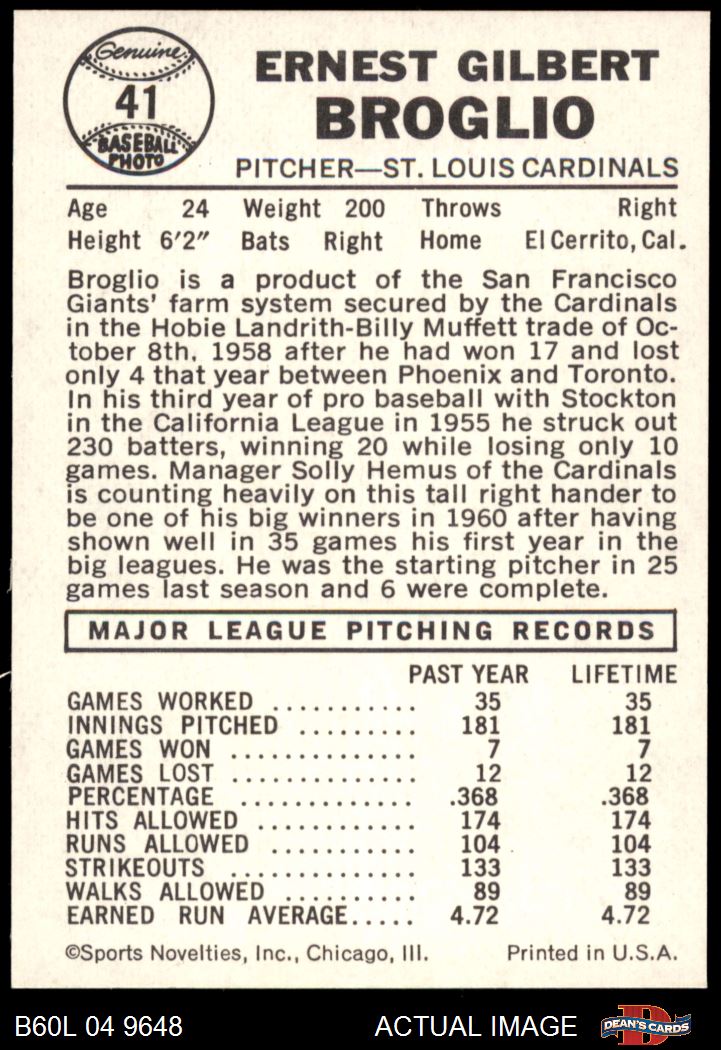 Genuine
41
BASEBALL
PHOTO
ERNEST GILBERT
BROGLIO
PITCHER—ST. LOUIS CARDINALS
Age 24 Weight 200 Throws Right
Height 6'2" Bats Right Home El Cerrito, Cal.
Broglio is a product of the San Francisco
Giants' farm system secured by the Cardinals
in the Hobie Landrith-Billy Muffett trade of Oc-
tober 8th, 1958 after he had won 17 and lost
only 4 that year between Phoenix and Toronto.
In his third year of pro baseball with Stockton
in the California League in 1955 he struck out
230 batters, winning 20 while losing only 10
games. Manager Solly Hemus of the Cardinals
is counting heavily on this tall right hander to
be one of his big winners in 1960 after having
shown well in 35 games his first year in the
big leagues. He was the starting pitcher in 25
games last season and 6 were complete.
MAJOR LEAGUE PITCHING RECORDS
PAST YEAR LIFETIME
GAMES WORKED ........... 35 35
INNINGS PITCHED ......... 181 181
GAMES WON .............. 7 7
GAMES LOST .............. 12 12
PERCENTAGE ............. .368 .368
HITS ALLOWED ............ 174 174
RUNS ALLOWED ........... 104 104
STRIKEOUTS .............. 133 133
WALKS ALLOWED .......... 89 89
EARNED RUN AVERAGE..... 4.72 4.72
©Sports Novelties, Inc., Chicago, Ill. Printed in U.S.A.
B60L 04 9648 ACTUAL IMAGE D DEAN'S CARDS